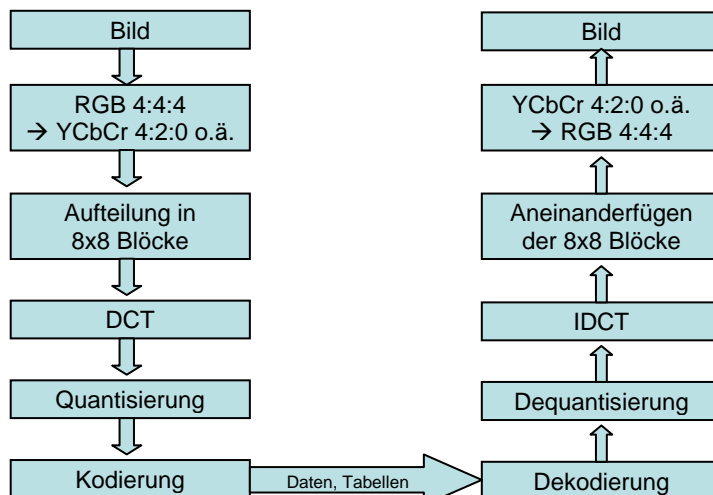 Bild
RGB 4:4:4
→ YCbCr 4:2:0 o.ä.
Aufteilung in
8x8 Blöcke
DCT
Quantisierung
Kodierung
Daten, Tabellen
Bild
YCbCr 4:2:0 o.ä.
→ RGB 4:4:4
Aneinanderfügen
der 8x8 Blöcke
IDCT
Dequantisierung
Dekodierung